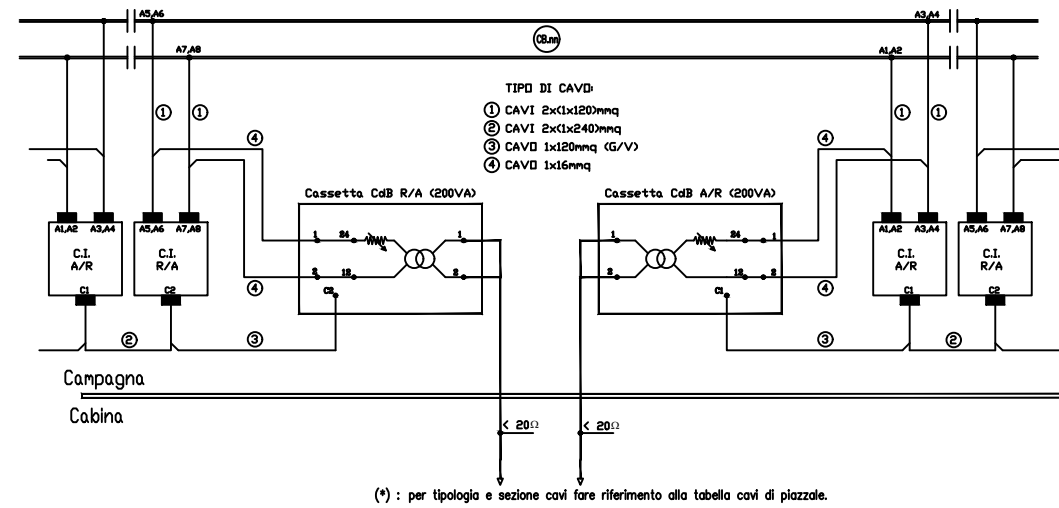 A5,A6
A3,A4
A7,A8
CB.nn
A1,A2
TIPO DI CAVO:
1 CAVI 2x(1x120)mmq
2 CAVI 2x(1x240)mmq
3 CAVO 1x120mmq (G/V)
4 CAVO 1x16mmq
1
1
1
1
4
4
Cassetta CdB R/A (200VA)
Cassetta CdB A/R (200VA)
A1,A2
A3,A4
A5,A6
A7,A8
A1,A2
A3,A4
A5,A6
A7,A8
1
24
1
1
24
1
C.I.
A/R
C.I.
R/A
C.I.
A/R
C.I.
R/A
2
12
2
2
12
2
C1
C2
4
C2
C1
4
C1
C2
2
3
3
2
Campagna
Cabina
< 20Ω
< 20Ω
(*) : per tipologia e sezione cavi fare riferimento alla tabella cavi di piazzale.